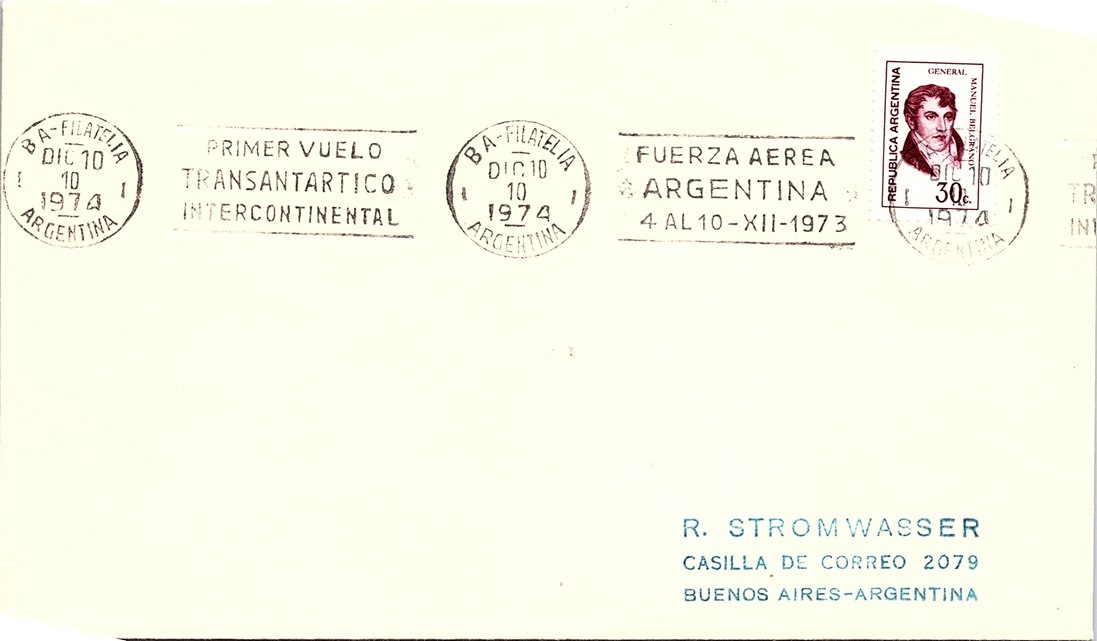 BA-FILATELIA
DIC 10
10
1974
ARGENTINA
PRIMER VUELO
TRANSANTARTICO
INTERCONTINENTAL
BA-FILATELIA
DIC 10
10
1974
ARGENTINA
FUERZA AEREA
ARGENTINA
4 AL 10-XII-1973
REPUBLICA ARGENTINA
GENERAL
MANUEL BELGRANO
30c.
DIC 10
1974
ARGENTINA
R. STROMWASSER
CASILLA DE CORREO 2079
BUENOS AIRES-ARGENTINA